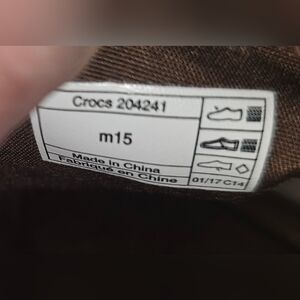 Crocs 204241
m15
Made in China
Fabriqué en Chine
01/17 C14